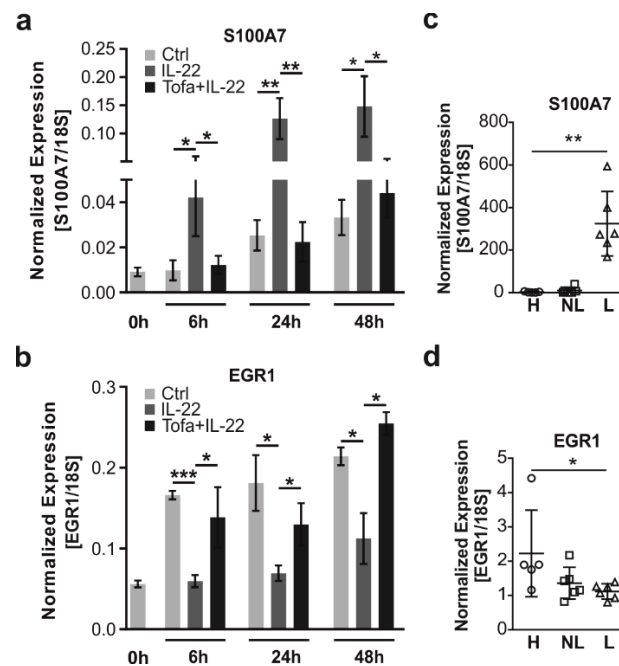 a
S100A7
Ctrl
IL-22
Tofa+IL-22
Normalized Expression
[S100A7/18S]
0.25
0.20
0.15
0.10
0.04
0.02
0.00
* * ** ** * *
0h 6h 24h 48h
b
EGR1
Ctrl
IL-22
Tofa+IL-22
Normalized Expression
[EGR1/18S]
0.3
0.2
0.1
0.0
*** * * * * *
0h 6h 24h 48h
c
S100A7
Normalized Expression
[S100A7/18S]
800
600
400
200
0
**
H NL L
d
EGR1
Normalized Expression
[EGR1/18S]
5
4
3
2
1
0
*
H NL L